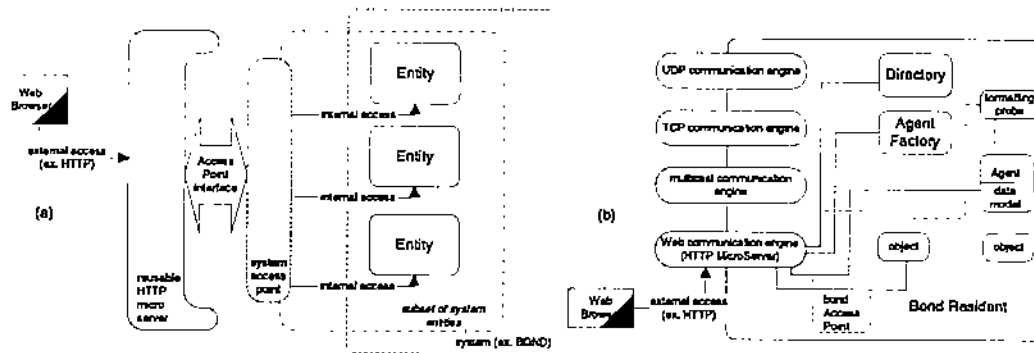 Web
Browser
external access
(ex. HTTP)
(a)
reusable
HTTP
micro
server
Access
Point
interface
system
access
point
Entity
internal access
Entity
internal access
Entity
internal access
subset of system
entities
system (ex. BOND)
UDP communication engine
TCP communication engine
multicast communication
engine
Web communication engine
(HTTP MicroServer)
(b)
Web
Browser
external access
(ex. HTTP)
Directory
Agent
Factory
formatting
probe
Agent
data
model
object
object
bond
Access
Point
Bond Resident